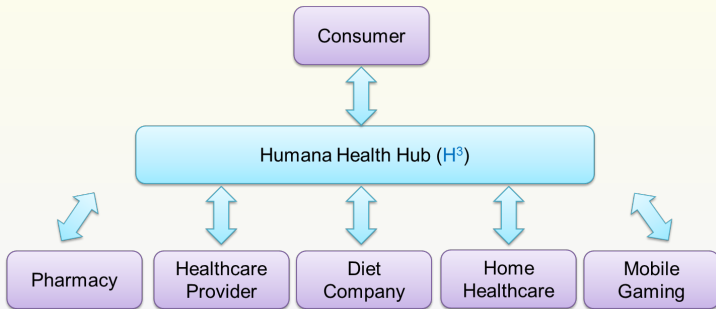 Consumer
Humana Health Hub (H³)
Pharmacy
Healthcare
Provider
Diet
Company
Home
Healthcare
Mobile
Gaming